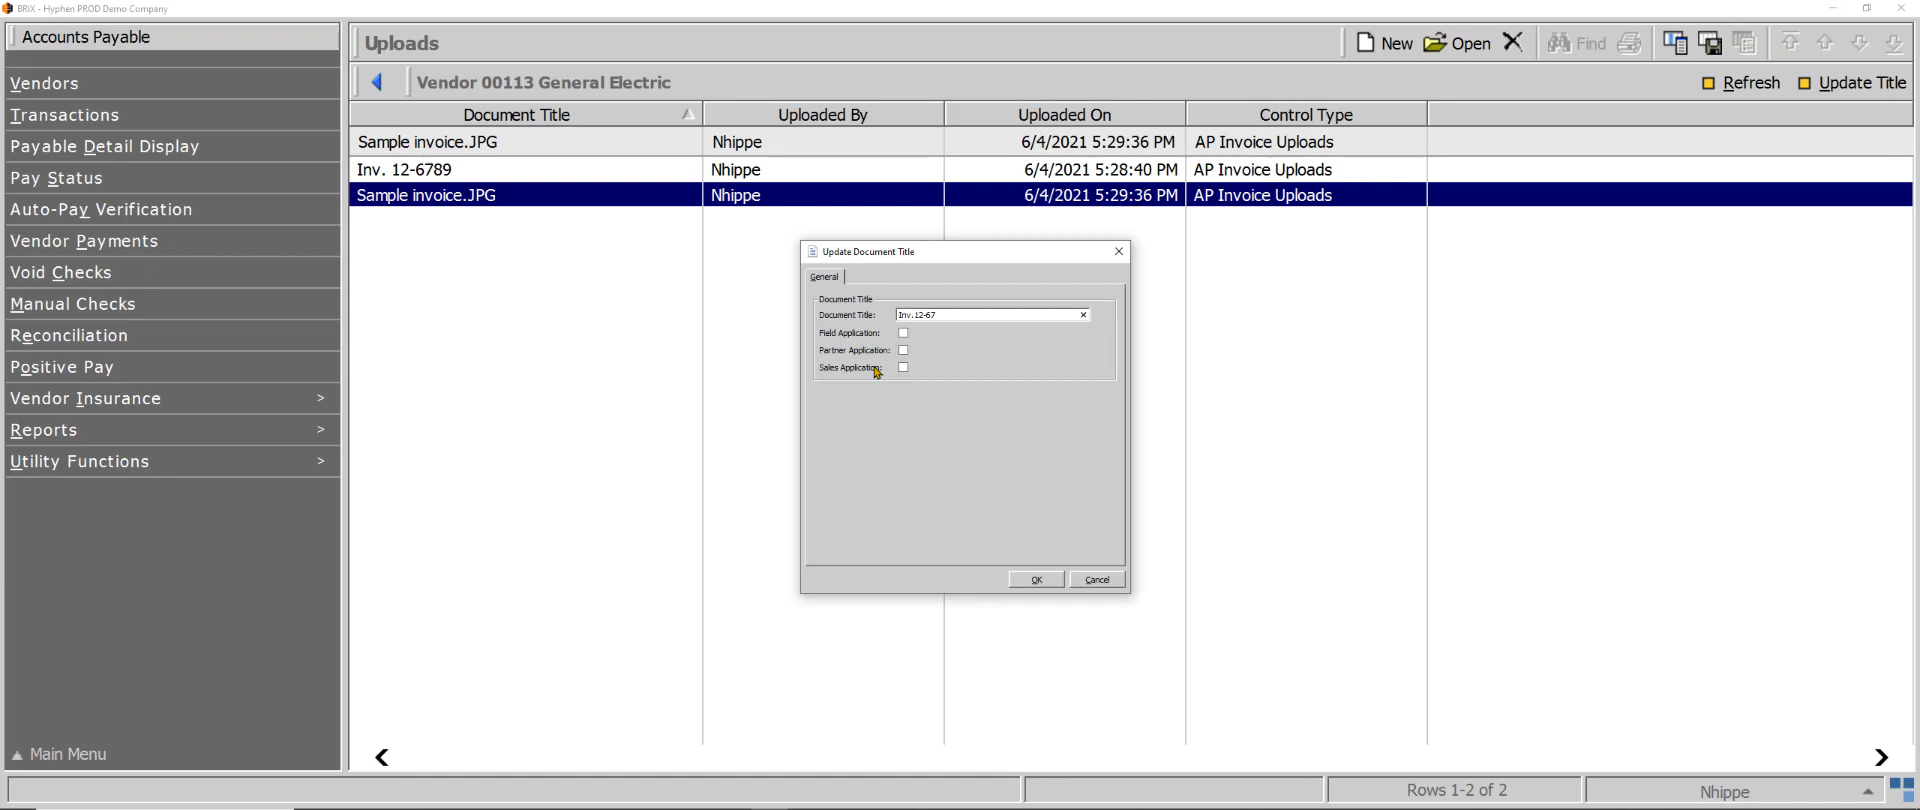 BRIX - Hyphen PROD Demo Company
Accounts Payable
Vendors
Transactions
Payable Detail Display
Pay Status
Auto-Pay Verification
Vendor Payments
Void Checks
Manual Checks
Reconciliation
Positive Pay
Vendor Insurance >
Reports >
Utility Functions >
Main Menu
Uploads
New Open Find
Vendor 00113 General Electric
Refresh Update Title
Document Title Uploaded By Uploaded On Control Type
Sample invoice.JPG Nhippe 6/4/2021 5:29:36 PM AP Invoice Uploads
Inv. 12-6789 Nhippe 6/4/2021 5:28:40 PM AP Invoice Uploads
Sample invoice.JPG Nhippe 6/4/2021 5:29:36 PM AP Invoice Uploads
Update Document Title
General
Document Title
Document Title: Inv.12-67
Field Application:
Partner Application:
Sales Application:
OK Cancel
Rows 1-2 of 2 Nhippe